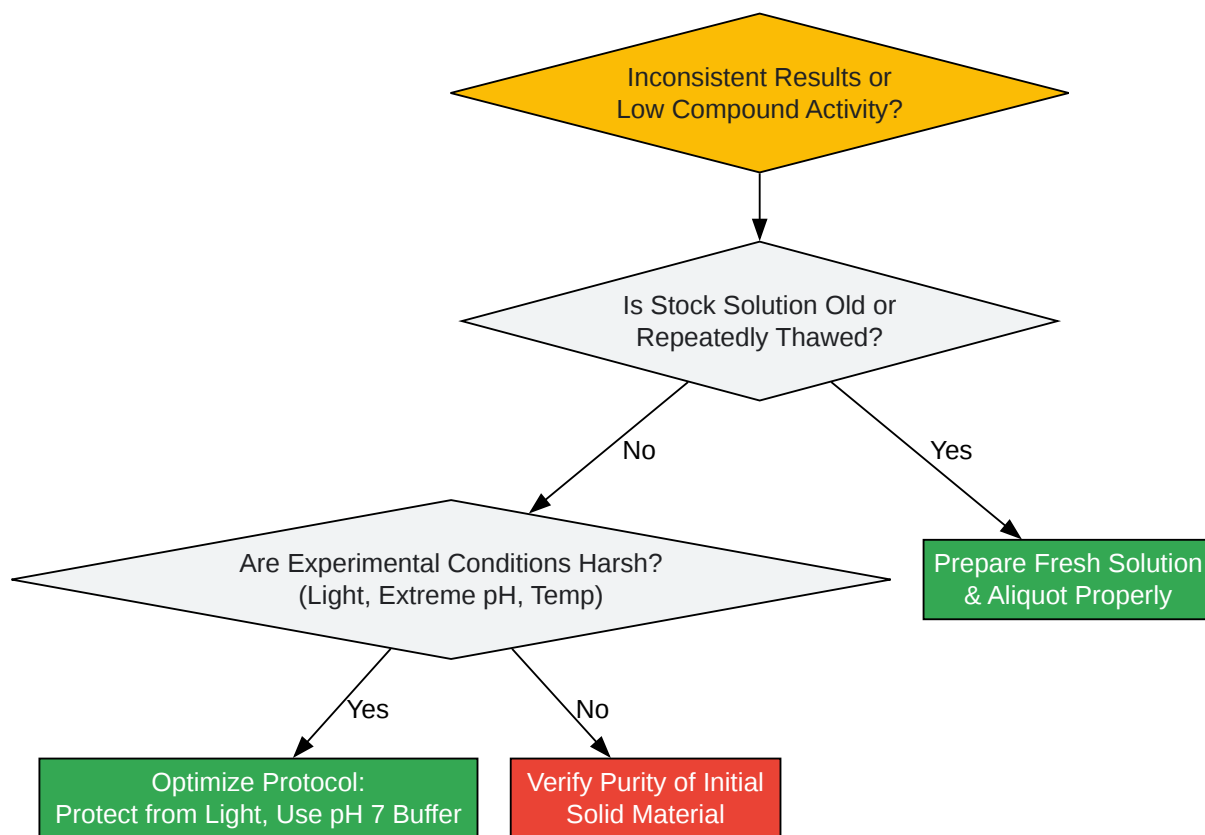 Inconsistent Results or
Low Compound Activity?
Is Stock Solution Old or
Repeatedly Thawed?
No
Yes
Are Experimental Conditions Harsh?
(Light, Extreme pH, Temp)
Prepare Fresh Solution
& Aliquot Properly
Yes
No
Optimize Protocol:
Protect from Light, Use pH 7 Buffer
Verify Purity of Initial
Solid Material